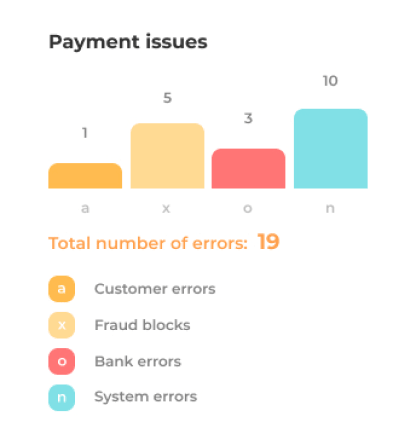 Payment issues
1
5
3
10
a
x
o
n
Total number of errors: 19
a Customer errors
x Fraud blocks
o Bank errors
n System errors